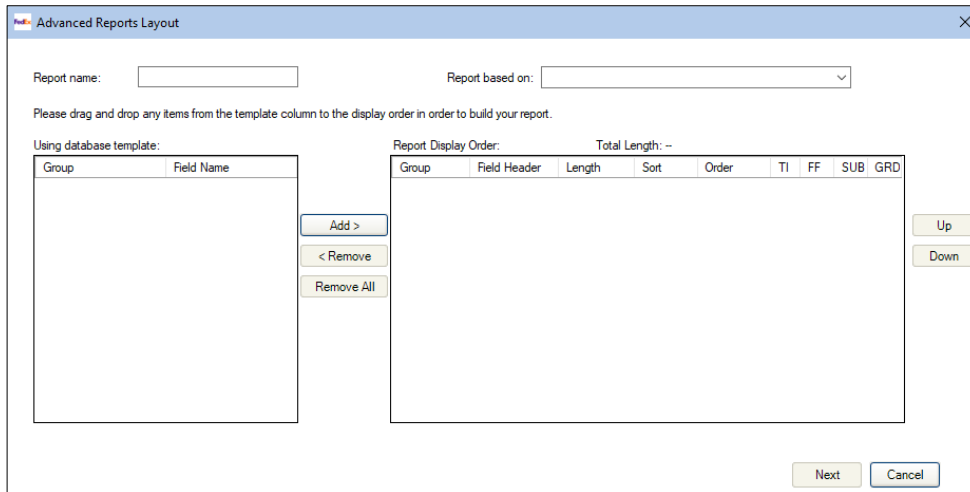 FedEx Advanced Reports Layout
Report name: Report based on:
Please drag and drop any items from the template column to the display order in order to build your report.
Using database template: Report Display Order: Total Length: --
Group Field Name Group Field Header Length Sort Order TI FF SUB GRD
Add > Up
< Remove Down
Remove All
Next Cancel